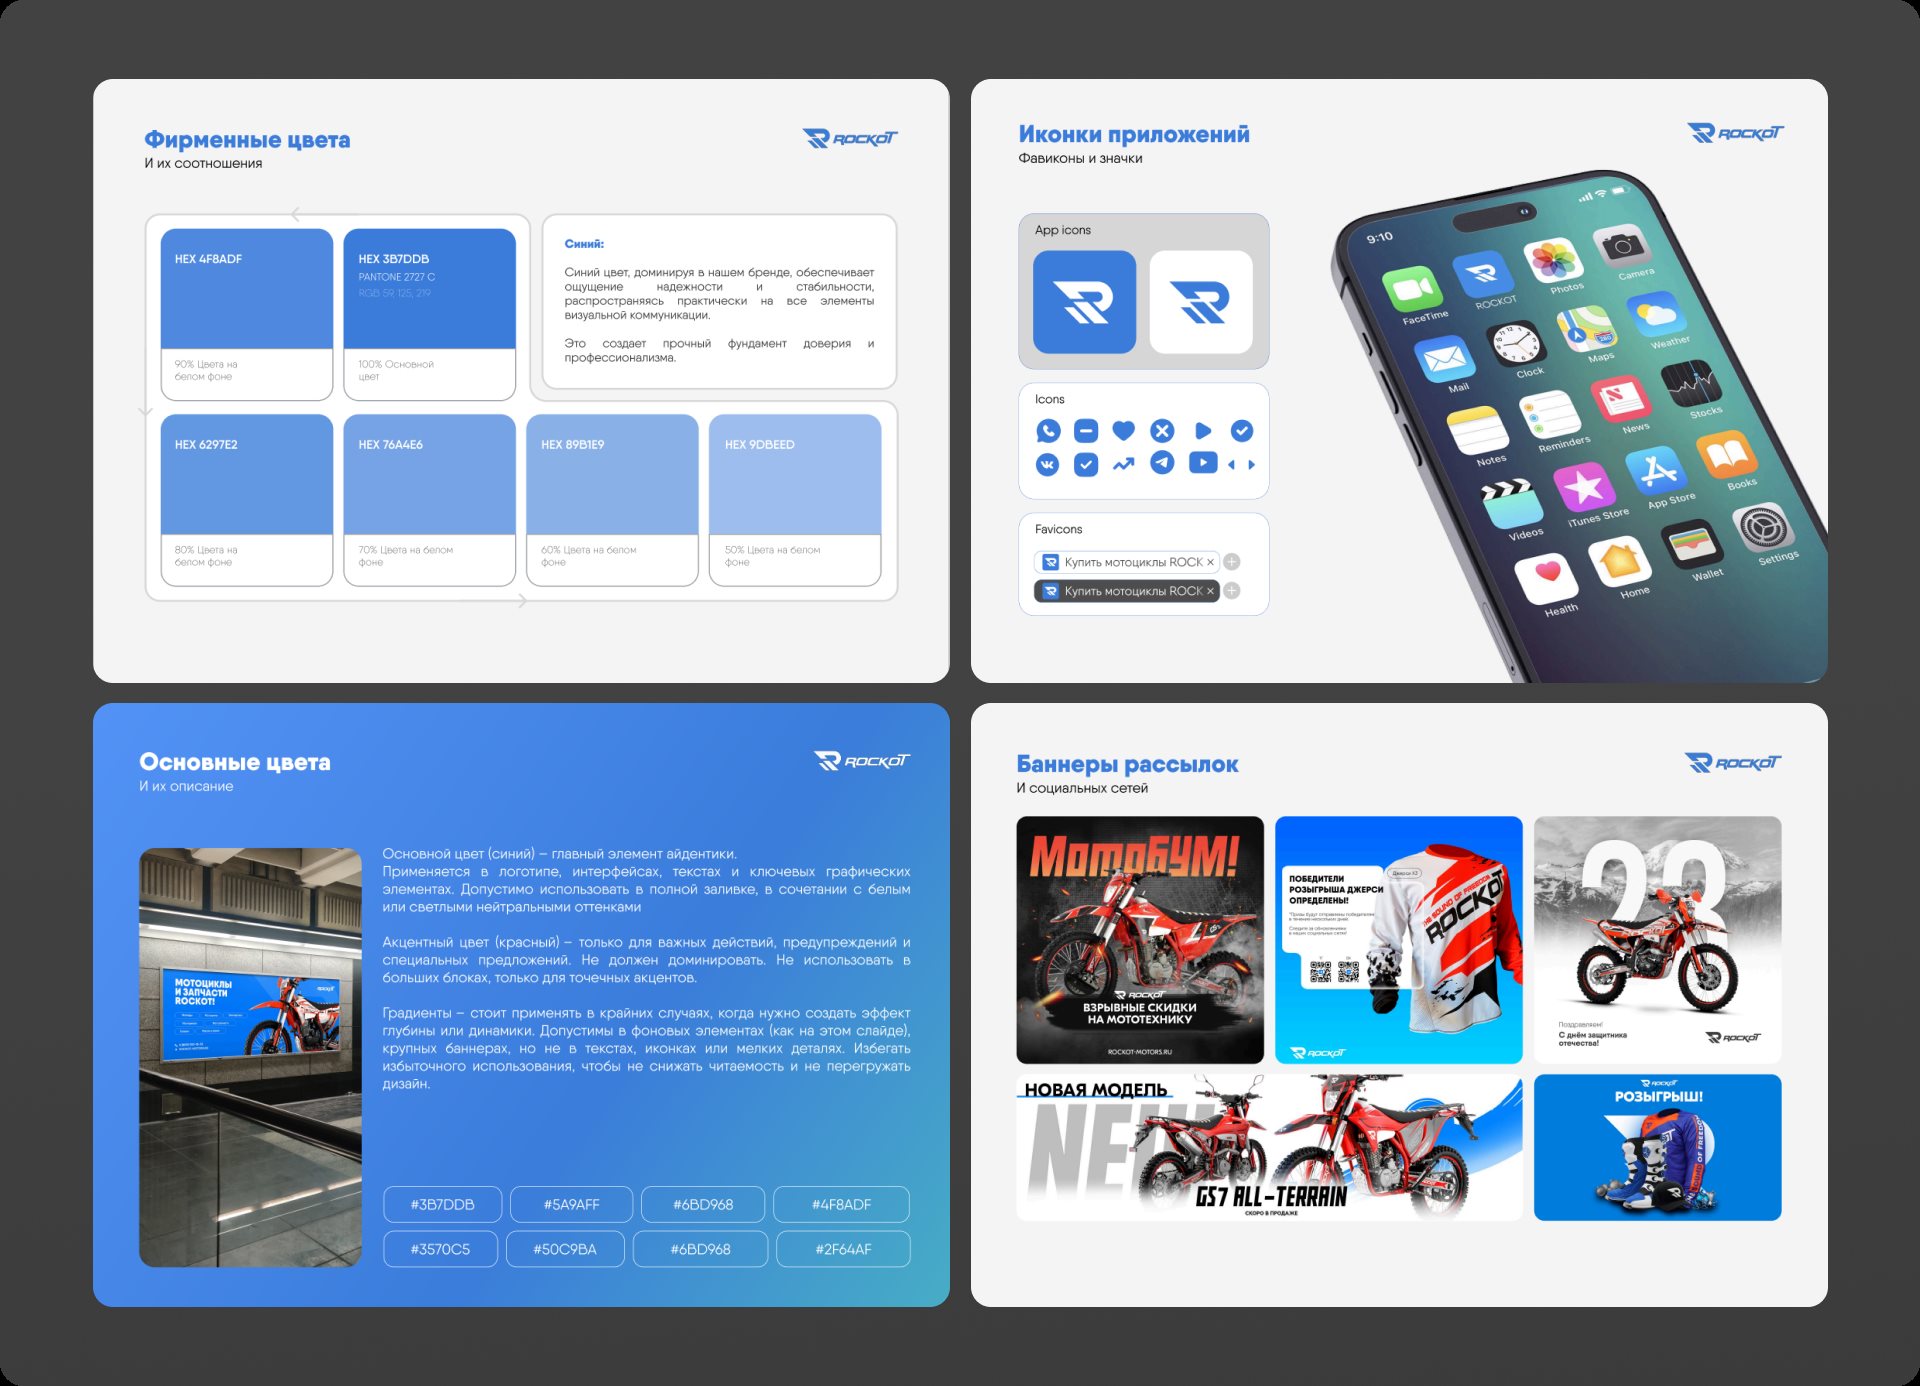 Фирменные цвета
И их соотношения
ROCKOT
HEX 4F8ADF
90% Цвета на
белом фоне
HEX 3B7DDB
PANTONE 2727 C
RGB 59, 125, 219
100% Основной
цвет
Синий:
Синий цвет, доминируя в нашем бренде, обеспечивает
ощущение надежности и стабильности,
распространяясь практически на все элементы
визуальной коммуникации.
Это создает прочный фундамент доверия и
профессионализма.
HEX 6297E2
80% Цвета на
белом фоне
HEX 76A4E6
70% Цвета на белом
фоне
HEX 89B1E9
60% Цвета на белом
фоне
HEX 9DBEED
50% Цвета на белом
фоне
Иконки приложений
Фавиконы и значки
ROCKOT
App icons
Icons
Favicons
Купить мотоциклы ROCK ×
Купить мотоциклы ROCK ×
9:10
FaceTime
ROCKOT
Photos
Camera
Mail
Clock
Maps
Weather
Notes
Reminders
News
Stocks
Videos
iTunes Store
App Store
Books
Health
Home
Wallet
Settings
Основные цвета
И их описание
ROCKOT
МОТОЦИКЛЫ
И ЗАПЧАСТИ
ROCKOT!
Основной цвет (синий) – главный элемент айдентики.
Применяется в логотипе, интерфейсах, текстах и ключевых графических
элементах. Допустимо использовать в полной заливке, в сочетании с белым
или светлыми нейтральными оттенками
Акцентный цвет (красный) – только для важных действий, предупреждений и
специальных предложений. Не должен доминировать. Не использовать в
больших блоках, только для точечных акцентов.
Градиенты – стоит применять в крайних случаях, когда нужно создать эффект
глубины или динамики. Допустимы в фоновых элементах (как на этом слайде),
крупных баннерах, но не в текстах, иконках или мелких деталях. Избегать
избыточного использования, чтобы не снижать читаемость и не перегружать
дизайн.
#3B7DDB
#5A9AFF
#6BD968
#4F8ADF
#3570C5
#50C9BA
#6BD968
#2F64AF
Баннеры рассылок
И социальных сетей
ROCKOT
МотоБУМ!
ROCKOT
ВЗРЫВНЫЕ СКИДКИ
НА МОТОТЕХНИКУ
ROCKOT-MOTORS.RU
ПОБЕДИТЕЛИ
РОЗЫГРЫША ДЖЕРСИ
ОПРЕДЕЛЕНЫ!
THE SOUND OF FREEDOM
ROCKOT
ROCKOT
23
Поздравляем!
С днём защитника
отечества!
ROCKOT
НОВАЯ МОДЕЛЬ
NEW
GS7 ALL-TERRAIN
СКОРО В ПРОДАЖЕ
ROCKOT
РОЗЫГРЫШ!